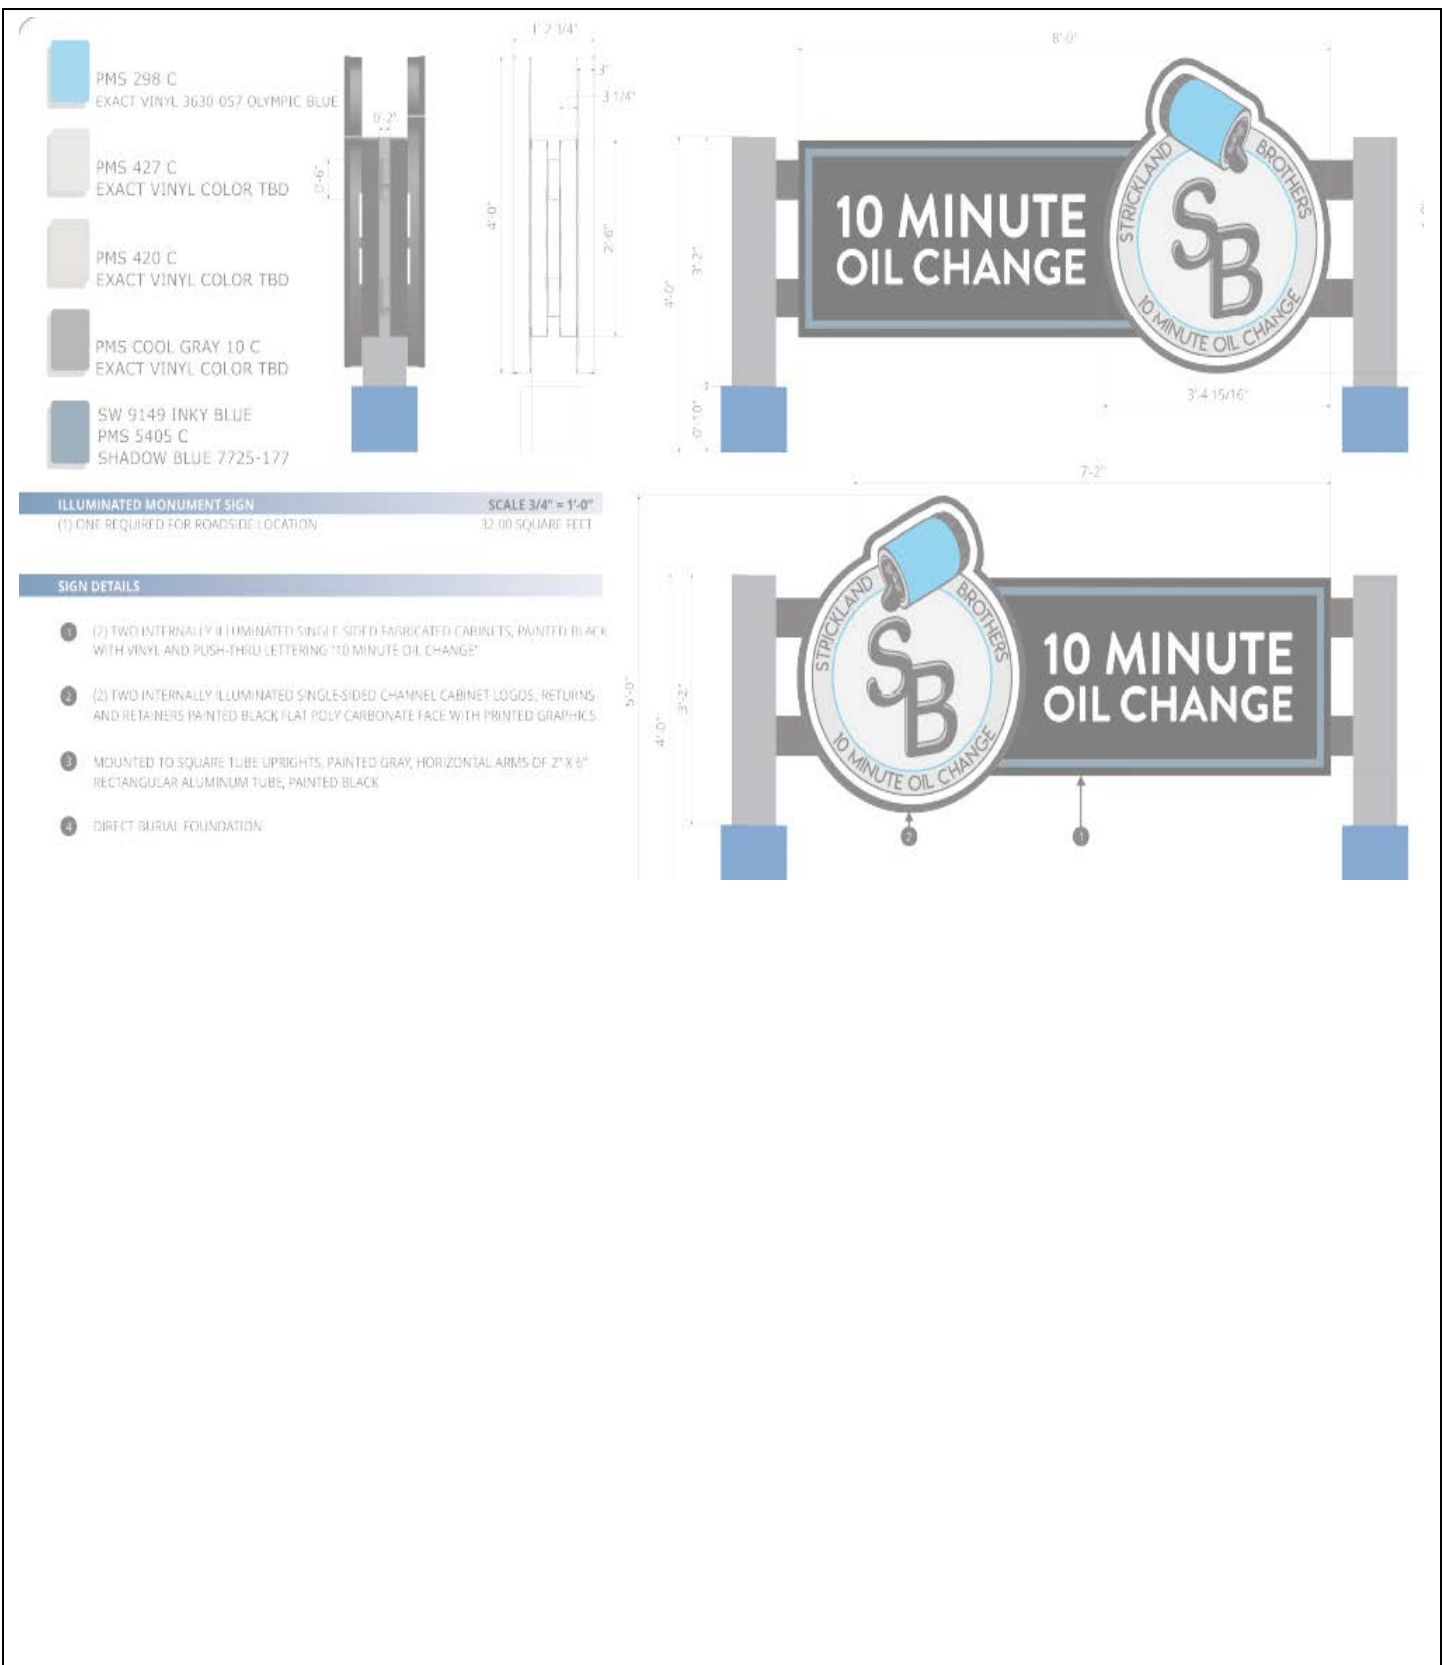 PMS 298 C
EXACT VINYL 3630-057 OLYMPIC BLUE
PMS 427 C
EXACT VINYL COLOR TBD
PMS 420 C
EXACT VINYL COLOR TBD
PMS COOL GRAY 10 C
EXACT VINYL COLOR TBD
SW 9149 INKY BLUE
PMS 5405 C
SHADOW BLUE 7725-177
0'-2"
0'-6"
1'-2 3/4"
3"
3 1/4"
4'-0"
2'-6"
8'-0"
4'-0"
3'-2"
0'-10"
10 MINUTE
OIL CHANGE
STRICKLAND BROTHERS
SB
10 MINUTE OIL CHANGE
3'-4 15/16"
ILLUMINATED MONUMENT SIGN SCALE 3/4" = 1'-0"
(1) ONE REQUIRED FOR ROADSIDE LOCATION 32.00 SQUARE FEET
SIGN DETAILS
1 (2) TWO INTERNALLY ILLUMINATED SINGLE SIDED FABRICATED CABINETS, PAINTED BLACK
WITH VINYL AND PUSH-THRU LETTERING "10 MINUTE OIL CHANGE"
2 (2) TWO INTERNALLY ILLUMINATED SINGLE-SIDED CHANNEL CABINET LOGOS, RETURNS
AND RETAINERS PAINTED BLACK FLAT POLY CARBONATE FACE WITH PRINTED GRAPHICS
3 MOUNTED TO SQUARE TUBE UPRIGHTS, PAINTED GRAY, HORIZONTAL ARMS OF 2" X 6"
RECTANGULAR ALUMINUM TUBE, PAINTED BLACK
4 DIRECT BURIAL FOUNDATION
7'-2"
5'-0"
4'-0"
3'-2"
STRICKLAND BROTHERS
SB
10 MINUTE OIL CHANGE
10 MINUTE
OIL CHANGE
2
1